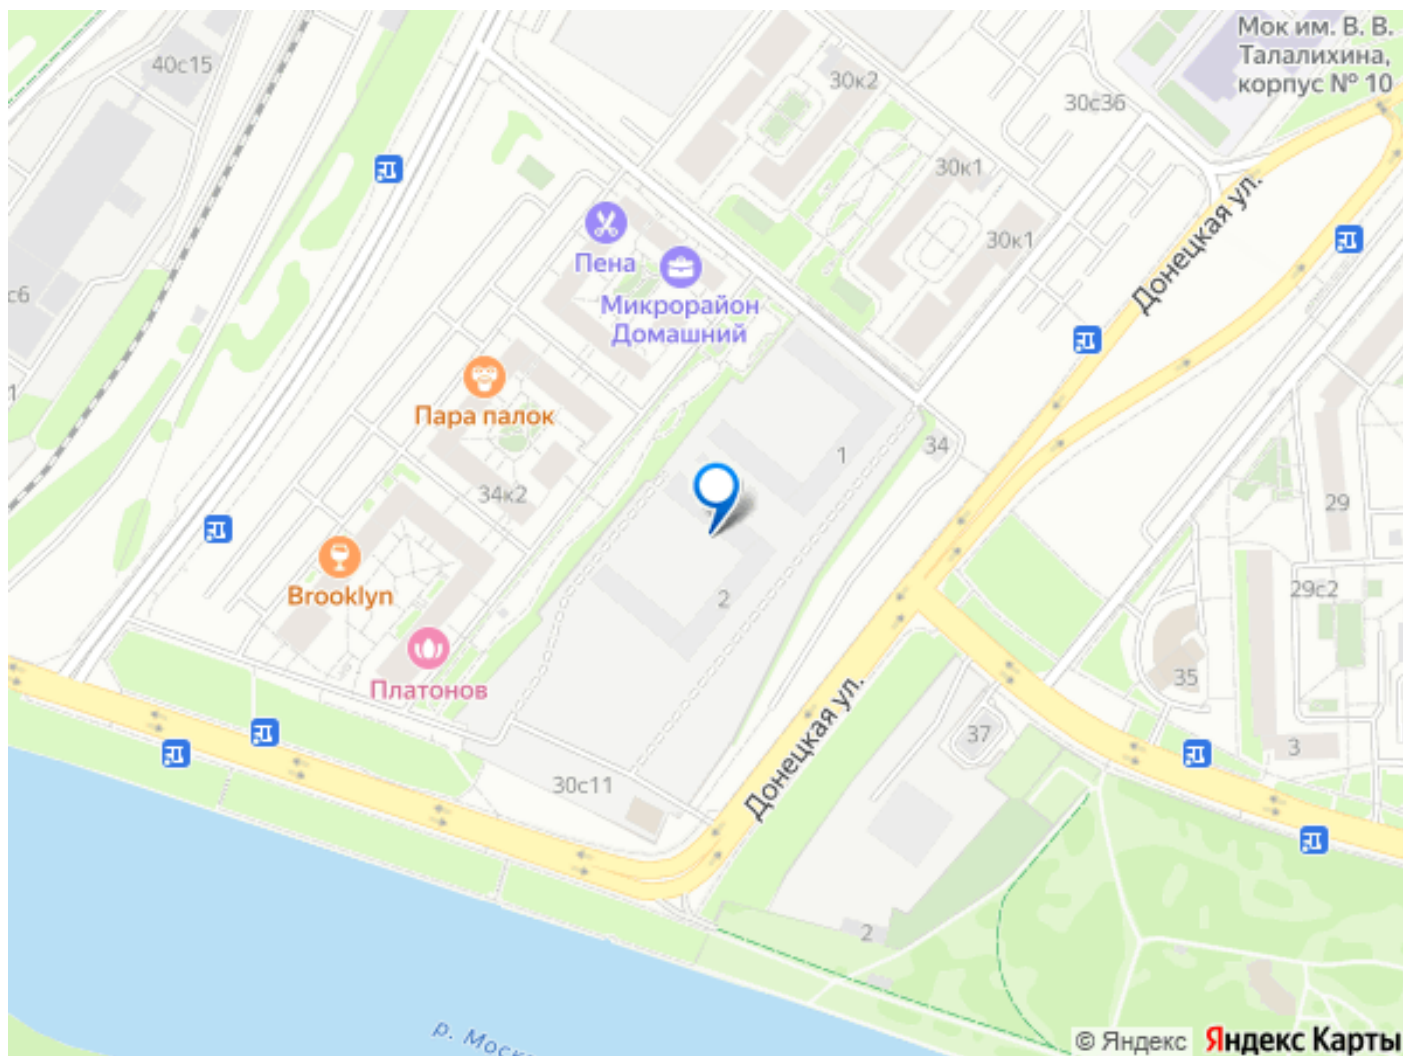 Мок им. В. В.
Талалихина,
корпус № 10
40с15
30к2
30с36
30к1
Донецкая ул.
30к1
Пена
Микрорайон
Домашний
с6
1
Пара палок
34к2
1
34
29
Brooklyn
2
29с2
Платонов
35
Донецкая ул.
37
3
30с11
2
р. Моск
© Яндекс Яндекс Карты